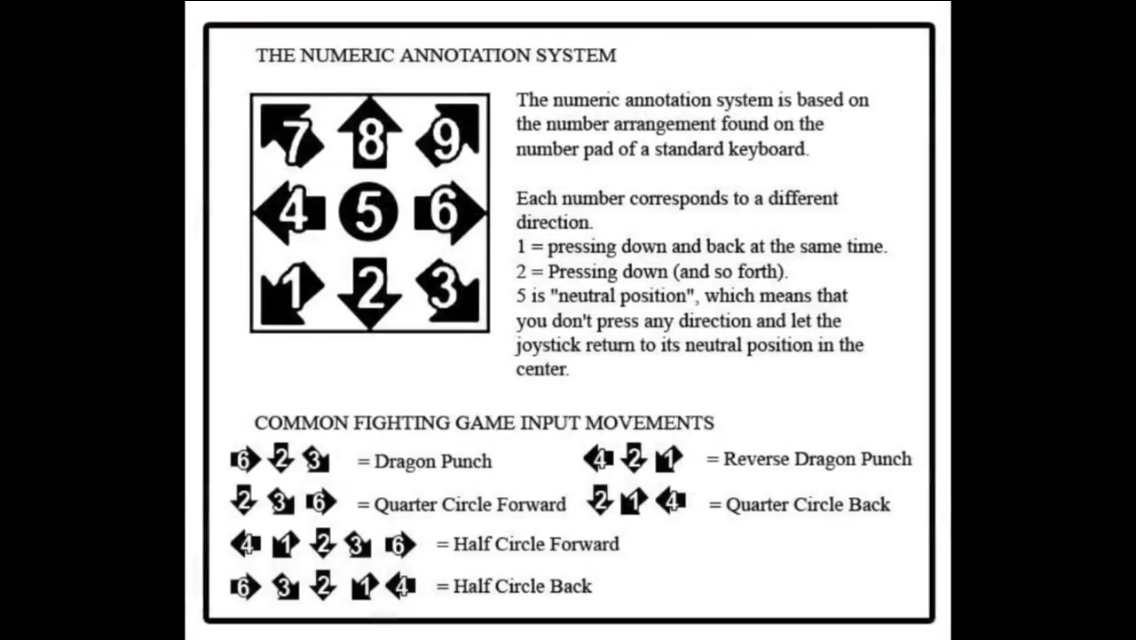 THE NUMERIC ANNOTATION SYSTEM
7 8 9
4 5 6
1 2 3
The numeric annotation system is based on
the number arrangement found on the
number pad of a standard keyboard.
Each number corresponds to a different
direction.
1 = pressing down and back at the same time.
2 = Pressing down (and so forth).
5 is "neutral position", which means that
you don't press any direction and let the
joystick return to its neutral position in the
center.
COMMON FIGHTING GAME INPUT MOVEMENTS
6 2 3 = Dragon Punch
4 2 1 = Reverse Dragon Punch
2 3 6 = Quarter Circle Forward
2 1 4 = Quarter Circle Back
4 1 2 3 6 = Half Circle Forward
6 3 2 1 4 = Half Circle Back